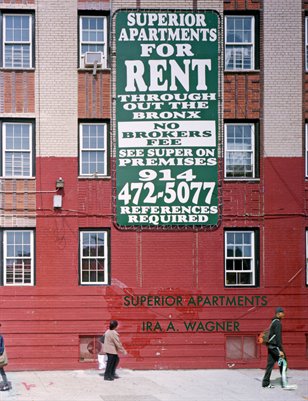 SUPERIOR
APARTMENTS
FOR
RENT
THROUGH
OUT THE
BRONX
NO
BROKERS
FEE
SEE SUPER ON
PREMISES
914
472-5077
REFERENCES
REQUIRED
SUPERIOR APARTMENTS
IRA A. WAGNER